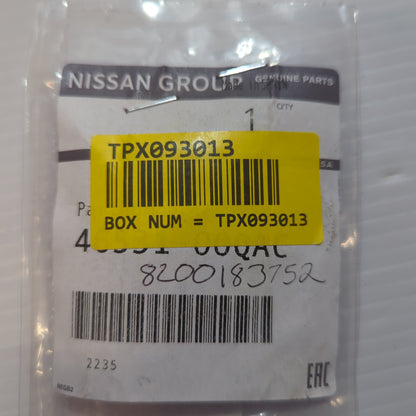 NISSAN GROUP GENUINE PARTS
QTY
1
TPX093013
BOX NUM = TPX093013
8200183752
2235
EAC